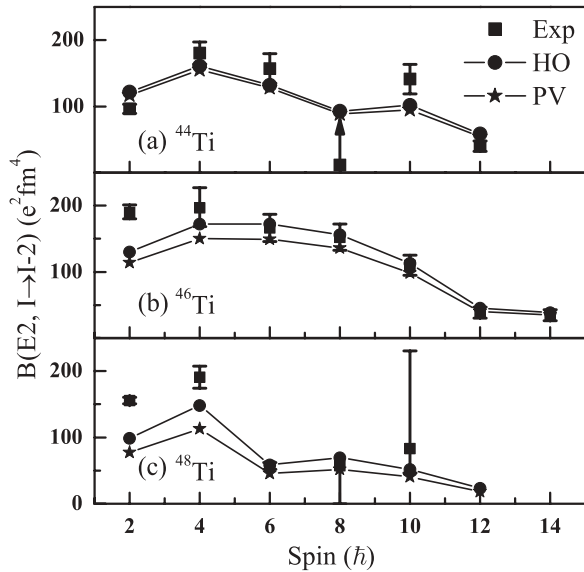 200
Exp
HO
100
PV
(a) ⁴⁴Ti
B(E2, I→I-2) (e²fm⁴)
200
100
(b) ⁴⁶Ti
200
100
(c) ⁴⁸Ti
0
2 4 6 8 10 12 14
Spin (ℏ)